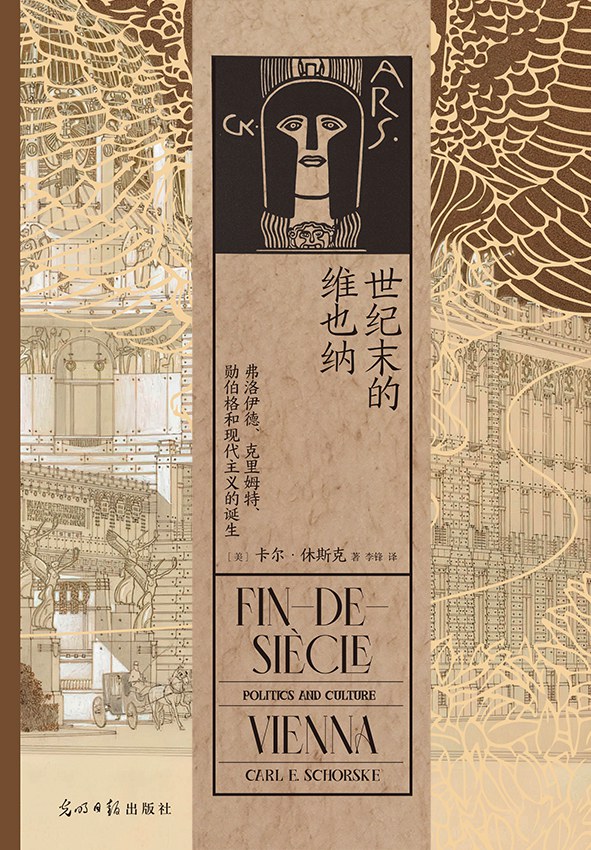 ARS.
GK.
世纪末的
维也纳
弗洛伊德、克里姆特、
勋伯格和现代主义的诞生
[美] 卡尔·休斯克 著 李锋 译
FIN-DE-
SIÈCLE
POLITICS AND CULTURE
VIENNA
CARL E. SCHORSKE
光明日报出版社